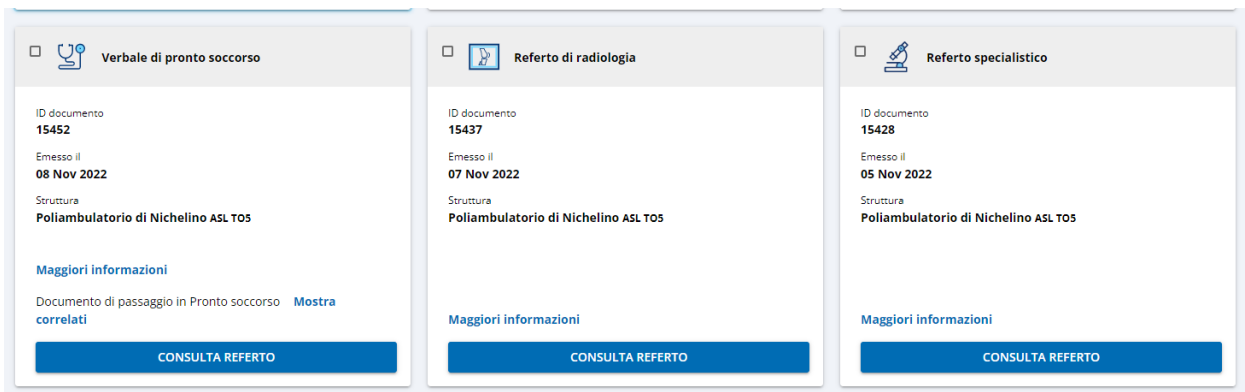 Verbale di pronto soccorso
ID documento
15452
Emesso il
08 Nov 2022
Struttura
Poliambulatorio di Nichelino ASL TO5
Maggiori informazioni
Documento di passaggio in Pronto soccorso Mostra
correlati
CONSULTA REFERTO
Referto di radiologia
ID documento
15437
Emesso il
07 Nov 2022
Struttura
Poliambulatorio di Nichelino ASL TO5
Maggiori informazioni
CONSULTA REFERTO
Referto specialistico
ID documento
15428
Emesso il
05 Nov 2022
Struttura
Poliambulatorio di Nichelino ASL TO5
Maggiori informazioni
CONSULTA REFERTO